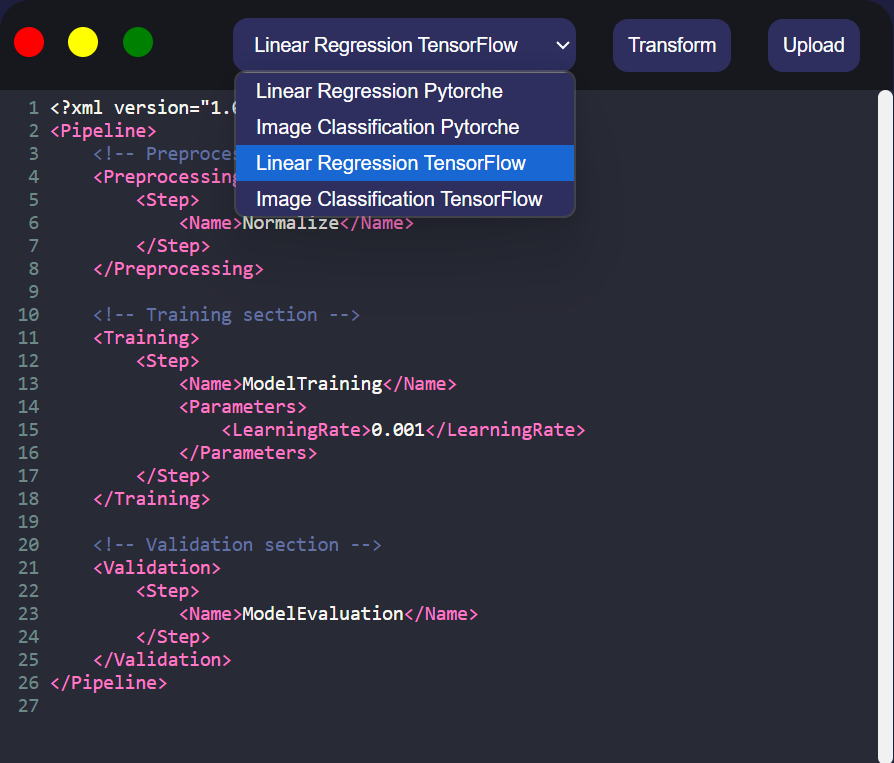 Linear Regression TensorFlow
Transform
Upload
Linear Regression Pytorche
Image Classification Pytorche
Linear Regression TensorFlow
Image Classification TensorFlow
1 <?xml version="1.
2 <Pipeline>
3 <!-- Preproces
4 <Preprocessing
5 <Step>
6 <Name>Normalize</Name>
7 </Step>
8 </Preprocessing>
9
10 <!-- Training section -->
11 <Training>
12 <Step>
13 <Name>ModelTraining</Name>
14 <Parameters>
15 <LearningRate>0.001</LearningRate>
16 </Parameters>
17 </Step>
18 </Training>
19
20 <!-- Validation section -->
21 <Validation>
22 <Step>
23 <Name>ModelEvaluation</Name>
24 </Step>
25 </Validation>
26 </Pipeline>
27